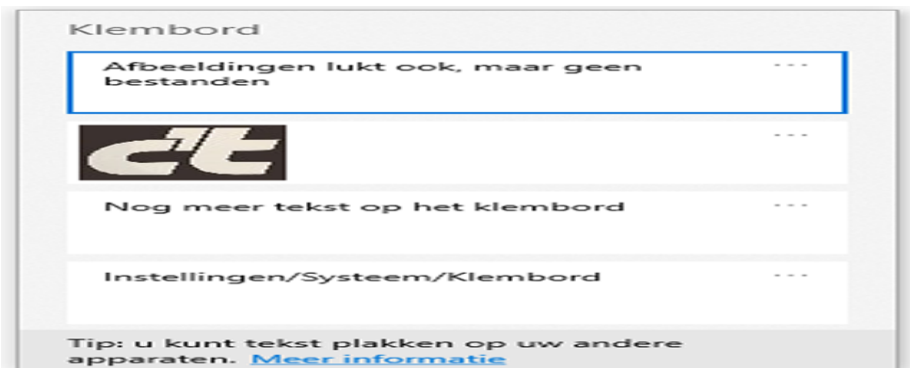 Klembord
Afbeeldingen lukt ook, maar geen
bestanden
c't
Nog meer tekst op het klembord
Instellingen/Systeem/Klembord
Tip: u kunt tekst plakken op uw andere
apparaten. Meer informatie